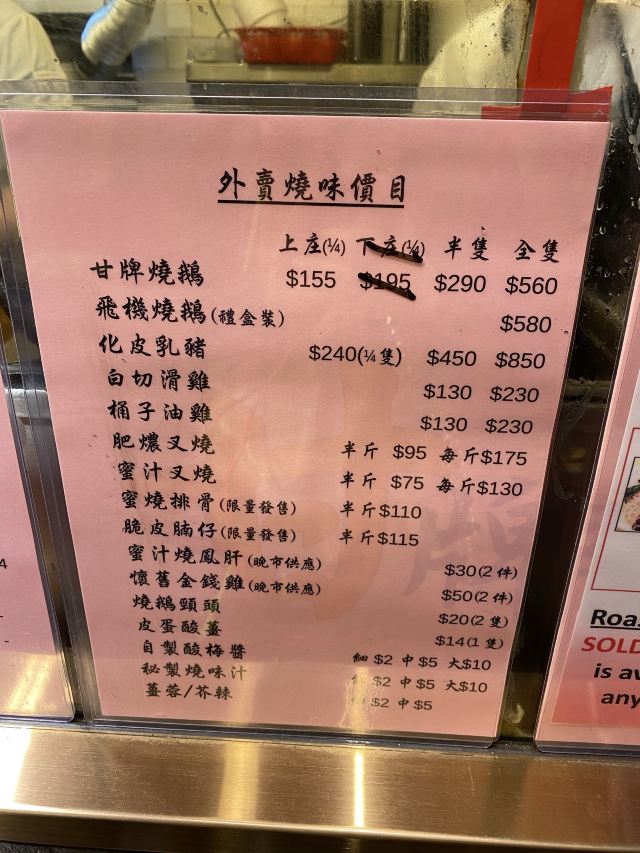 外賣燒味價目
上庄(¼) 下庄(¼) 半隻 全隻
甘牌燒鵝 $155 $195 $290 $560
飛機燒鵝(禮盒裝) $580
化皮乳豬 $240(¼隻) $450 $850
白切滑雞 $130 $230
桶子油雞 $130 $230
肥燶叉燒 半斤 $95 每斤$175
蜜汁叉燒 半斤 $75 每斤$130
蜜燒排骨(限量發售) 半斤$110
脆皮腩仔(限量發售) 半斤$115
蜜汁燒鳳肝(晚市供應) $30(2件)
懷舊金錢雞(晚市供應) $50(2件)
燒鵝頸頭 $20(2隻)
皮蛋酸薑 $14(1隻)
自製酸梅醬 細$2 中$5 大$10
秘製燒味汁 $2 中$5 大$10
薑蓉/芥辣 $2 中$5
4
Roas
SOLD
is av
any